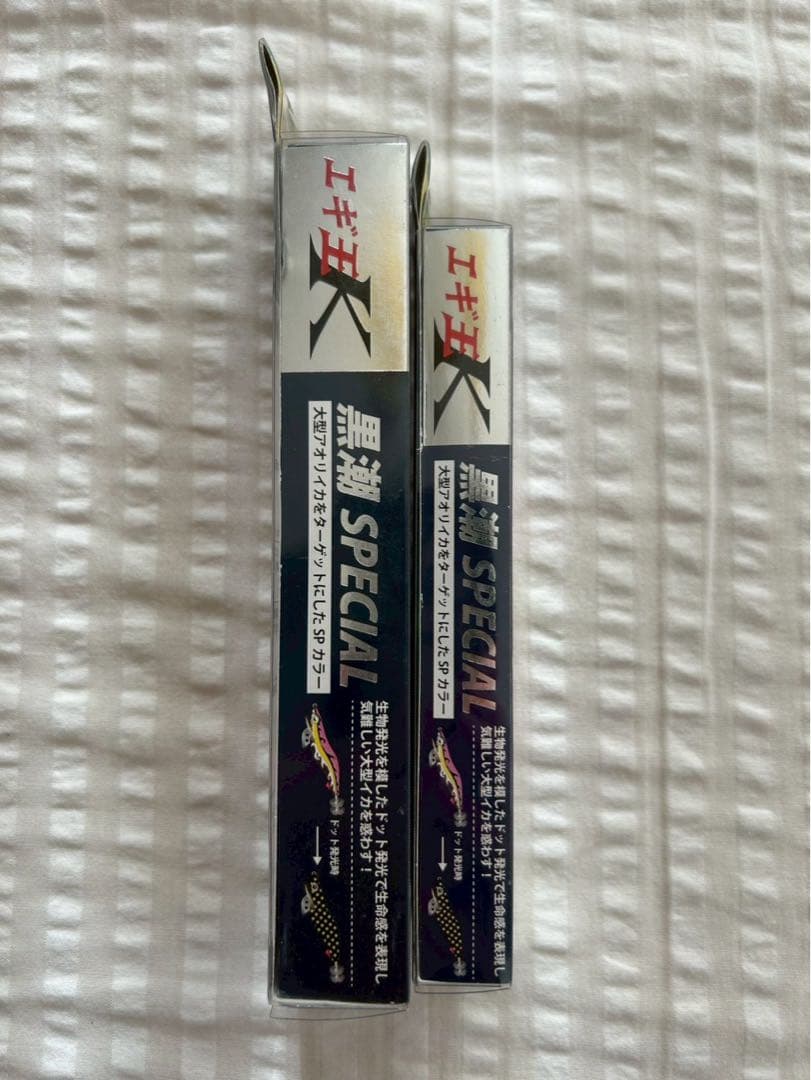 エギ王K
黒潮 SPECIAL
大型アオリイカをターゲットにしたSPカラー
生物発光を模したドット発光で生命感を表現し
気難しい大型イカを惑わす！
ドット発光時
エギ王K
黒潮 SPECIAL
大型アオリイカをターゲットにしたSPカラー
生物発光を模したドット発光で生命感を表現し
気難しい大型イカを惑わす！
ドット発光時